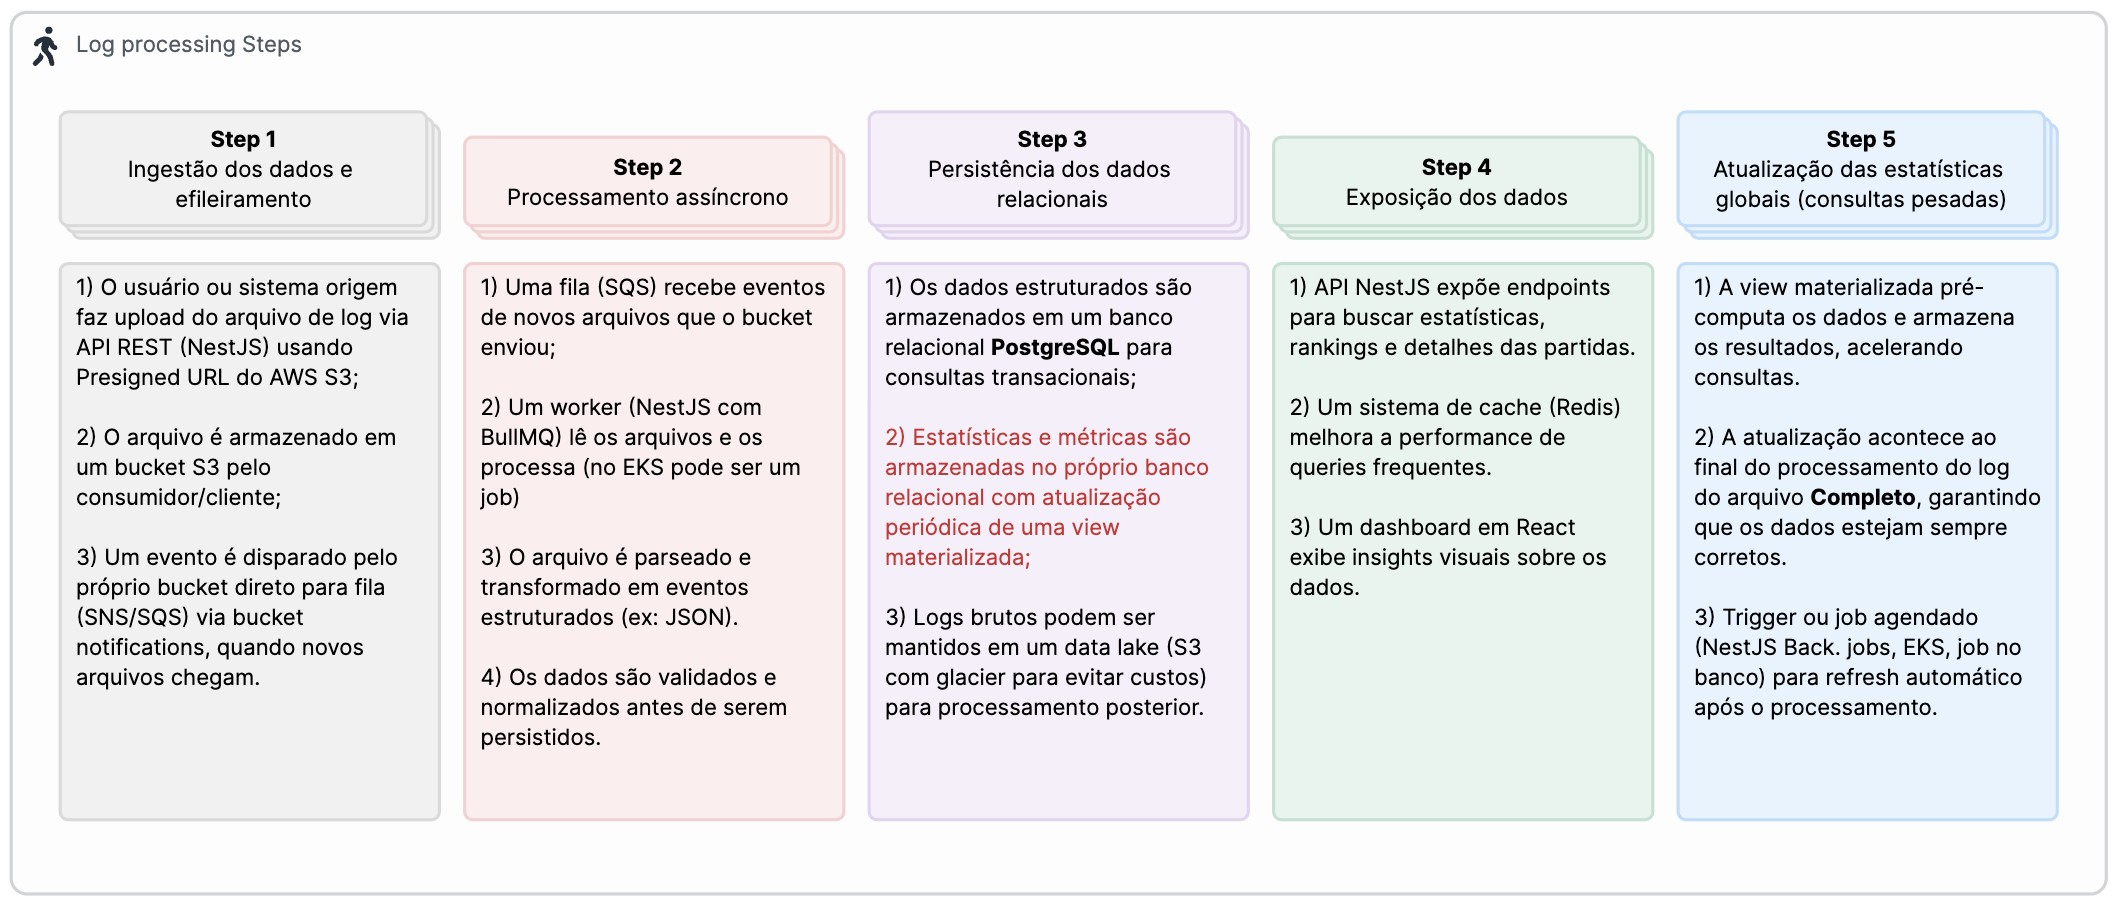 Log processing Steps
Step 1
Ingestão dos dados e
efileiramento
1) O usuário ou sistema origem
faz upload do arquivo de log via
API REST (NestJS) usando
Presigned URL do AWS S3;
2) O arquivo é armazenado em
um bucket S3 pelo
consumidor/cliente;
3) Um evento é disparado pelo
próprio bucket direto para fila
(SNS/SQS) via bucket
notifications, quando novos
arquivos chegam.
Step 2
Processamento assíncrono
1) Uma fila (SQS) recebe eventos
de novos arquivos que o bucket
enviou;
2) Um worker (NestJS com
BullMQ) lê os arquivos e os
processa (no EKS pode ser um
job)
3) O arquivo é parseado e
transformado em eventos
estruturados (ex: JSON).
4) Os dados são validados e
normalizados antes de serem
persistidos.
Step 3
Persistência dos dados
relacionais
1) Os dados estruturados são
armazenados em um banco
relacional PostgreSQL para
consultas transacionais;
2) Estatísticas e métricas são
armazenadas no próprio banco
relacional com atualização
periódica de uma view
materializada;
3) Logs brutos podem ser
mantidos em um data lake (S3
com glacier para evitar custos)
para processamento posterior.
Step 4
Exposição dos dados
1) API NestJS expõe endpoints
para buscar estatísticas,
rankings e detalhes das partidas.
2) Um sistema de cache (Redis)
melhora a performance de
queries frequentes.
3) Um dashboard em React
exibe insights visuais sobre os
dados.
Step 5
Atualização das estatísticas
globais (consultas pesadas)
1) A view materializada pré-
computa os dados e armazena
os resultados, acelerando
consultas.
2) A atualização acontece ao
final do processamento do log
do arquivo Completo, garantindo
que os dados estejam sempre
corretos.
3) Trigger ou job agendado
(NestJS Back. jobs, EKS, job no
banco) para refresh automático
após o processamento.